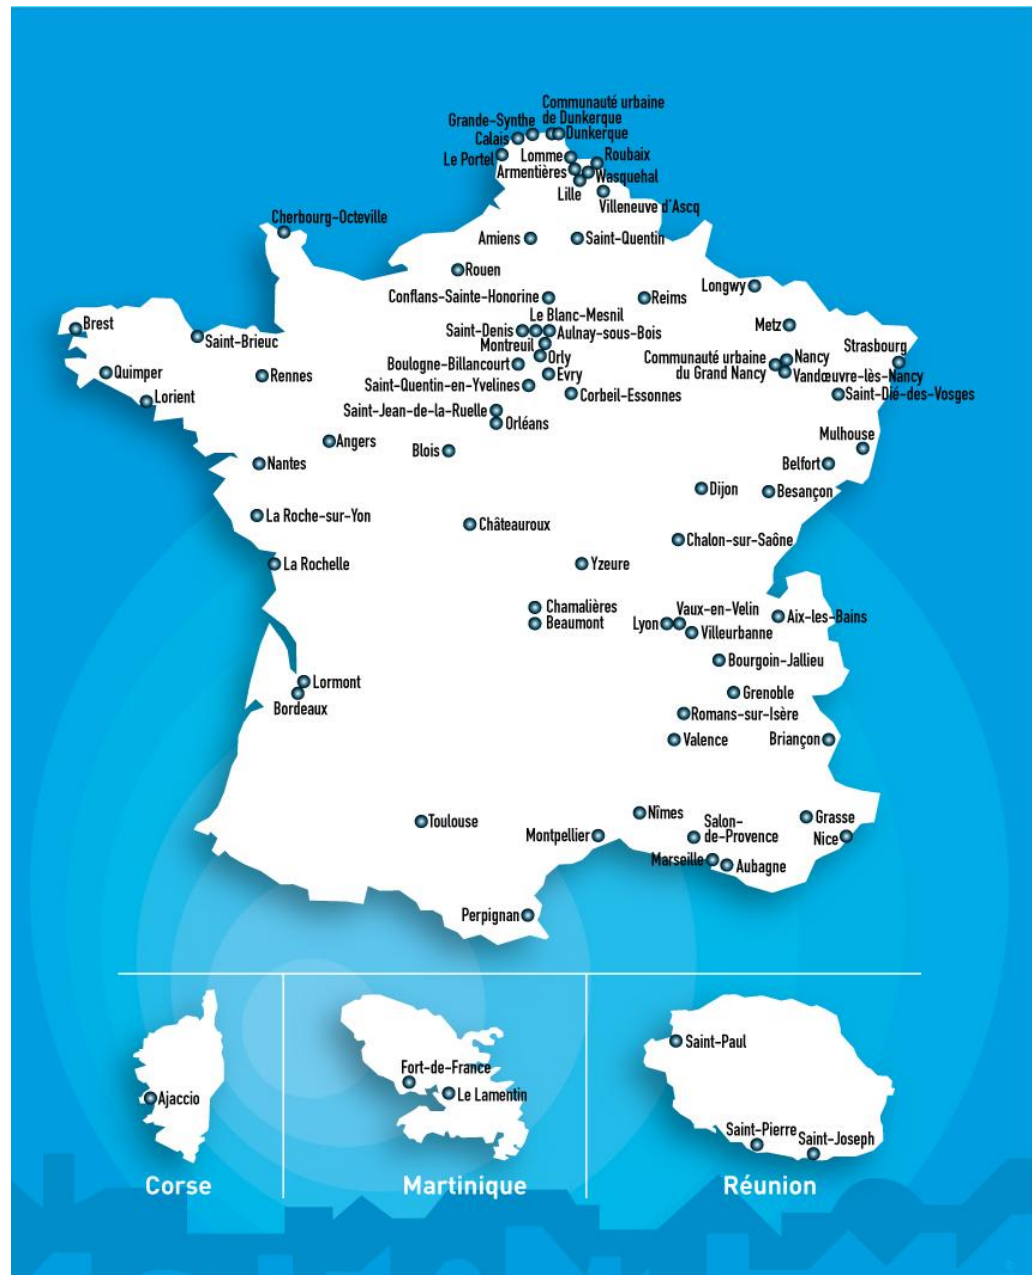 Communauté urbaine
de Dunkerque
Grande-Synthe
Dunkerque
Calais
Le Portel
Lomme
Roubaix
Armentières
Wasquehal
Lille
Villeneuve d'Ascq
Cherbourg-Octeville
Amiens
Saint-Quentin
Rouen
Longwy
Conflans-Sainte-Honorine
Reims
Le Blanc-Mesnil
Brest
Saint-Denis
Aulnay-sous-Bois
Metz
Saint-Brieuc
Montreuil
Strasbourg
Orly
Communauté urbaine
du Grand Nancy
Nancy
Boulogne-Billancourt
Quimper
Rennes
Evry
Vandœuvre-lès-Nancy
Saint-Quentin-en-Yvelines
Corbeil-Essonnes
Saint-Dié-des-Vosges
Lorient
Saint-Jean-de-la-Ruelle
Orléans
Mulhouse
Angers
Blois
Nantes
Belfort
Dijon
Besançon
La Roche-sur-Yon
Châteauroux
Chalon-sur-Saône
La Rochelle
Yzeure
Chamalières
Vaux-en-Velin
Aix-les-Bains
Beaumont
Lyon
Villeurbanne
Bourgoin-Jallieu
Lormont
Grenoble
Bordeaux
Romans-sur-Isère
Valence
Briançon
Nîmes
Grasse
Toulouse
Salon-
de-Provence
Montpellier
Nice
Marseille
Aubagne
Perpignan
Saint-Paul
Fort-de-France
Ajaccio
Le Lamentin
Saint-Pierre
Saint-Joseph
Corse
Martinique
Réunion